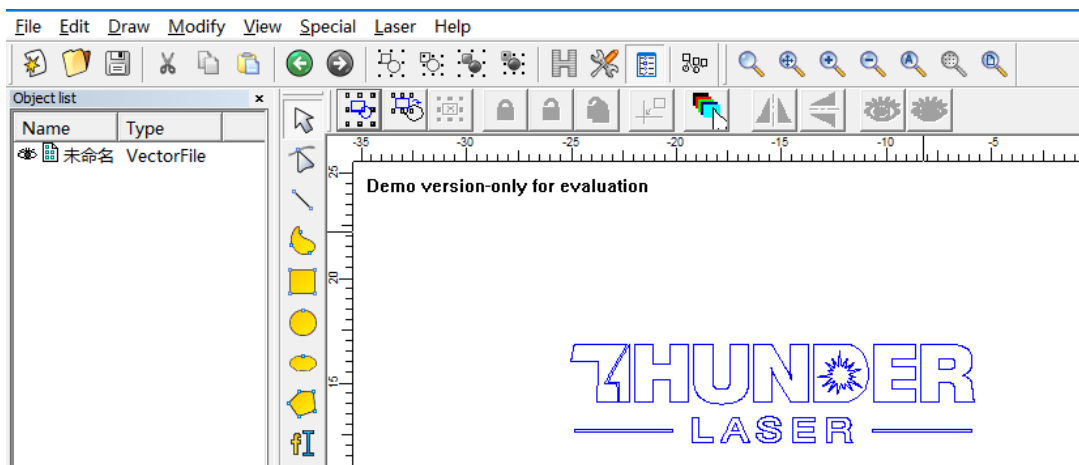 File Edit Draw Modify View Special Laser Help
Object list x
Name Type
未命名 VectorFile
-35 -30 -25 -20 -15 -10 -5
25
20
15
Demo version-only for evaluation
THUNDER
LASER